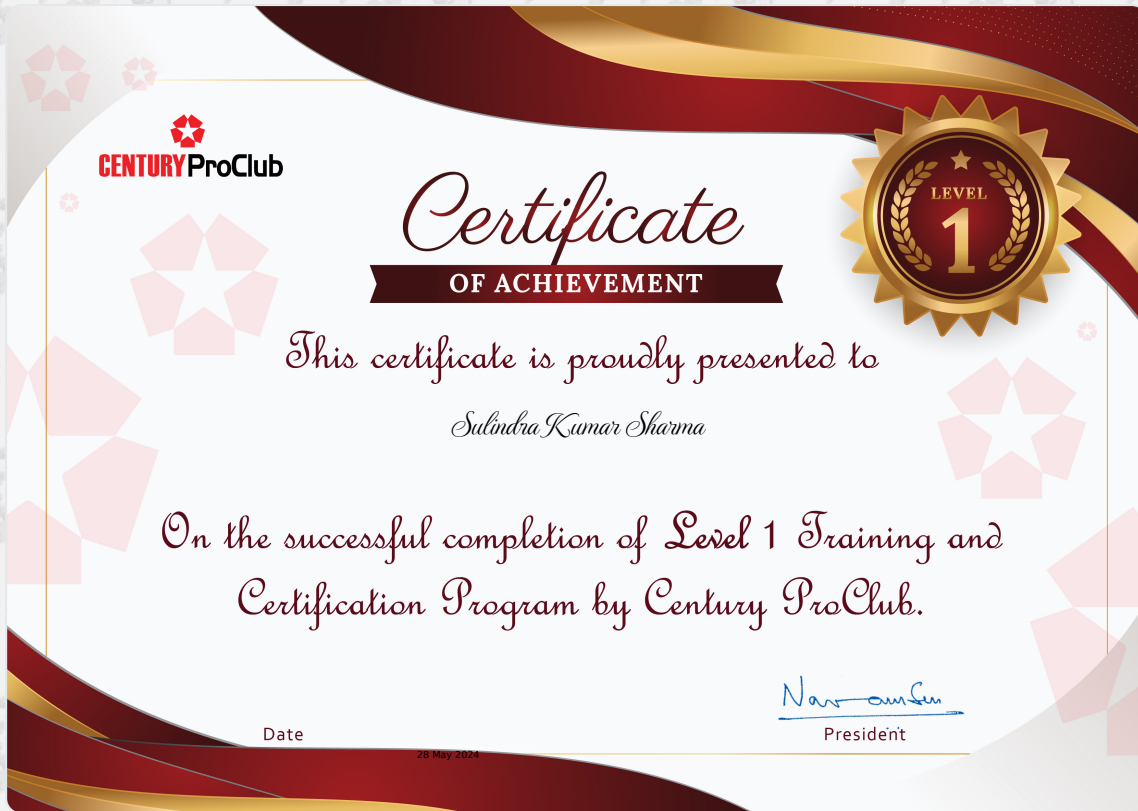 CENTURY ProClub
LEVEL
1
Certificate
OF ACHIEVEMENT
This certificate is proudly presented to
Sulindra Kumar Sharma
On the successful completion of Level 1 Training and
Certification Program by Century ProClub.
Date
President
28 May 2024